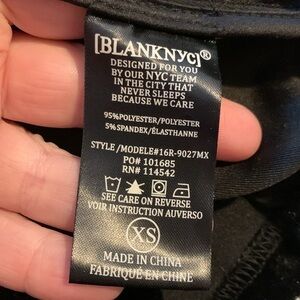 [BLANKNYC]®
DESIGNED FOR YOU
BY OUR NYC TEAM
IN THE CITY THAT
NEVER SLEEPS
BECAUSE WE CARE
95%POLYESTER/POLYESTER
5%SPANDEX/ÉLASTHANNE
STYLE/MODELE#16R-9027MX
PO# 101685
RN# 114542
SEE CARE ON REVERSE
VOIR INSTRUCTION AUVERSO
XS
MADE IN CHINA
FABRIQUÉ EN CHINE